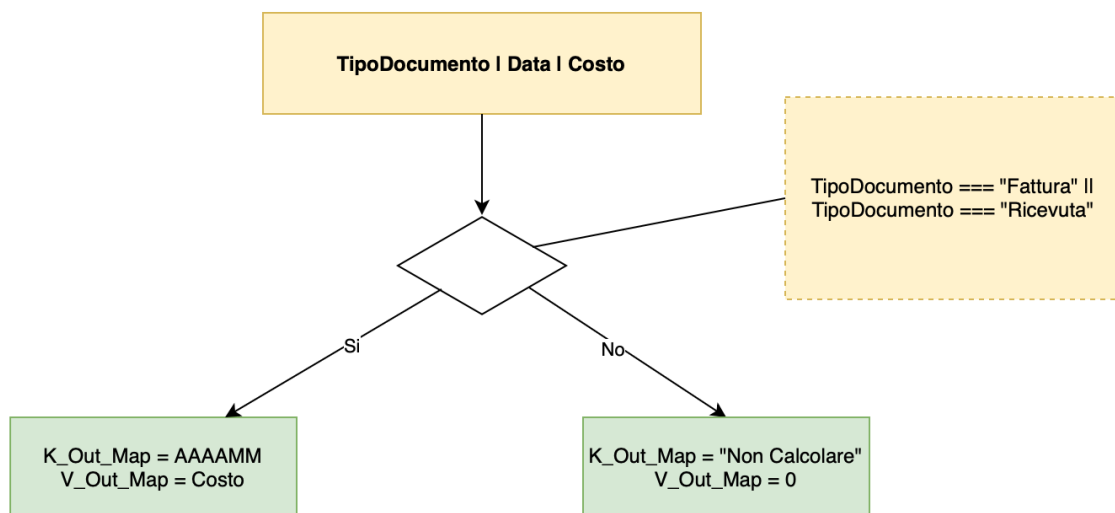 TipoDocumento | Data | Costo
TipoDocumento === "Fattura" ||
TipoDocumento === "Ricevuta"
Si
No
K_Out_Map = AAAAMM
V_Out_Map = Costo
K_Out_Map = "Non Calcolare"
V_Out_Map = 0